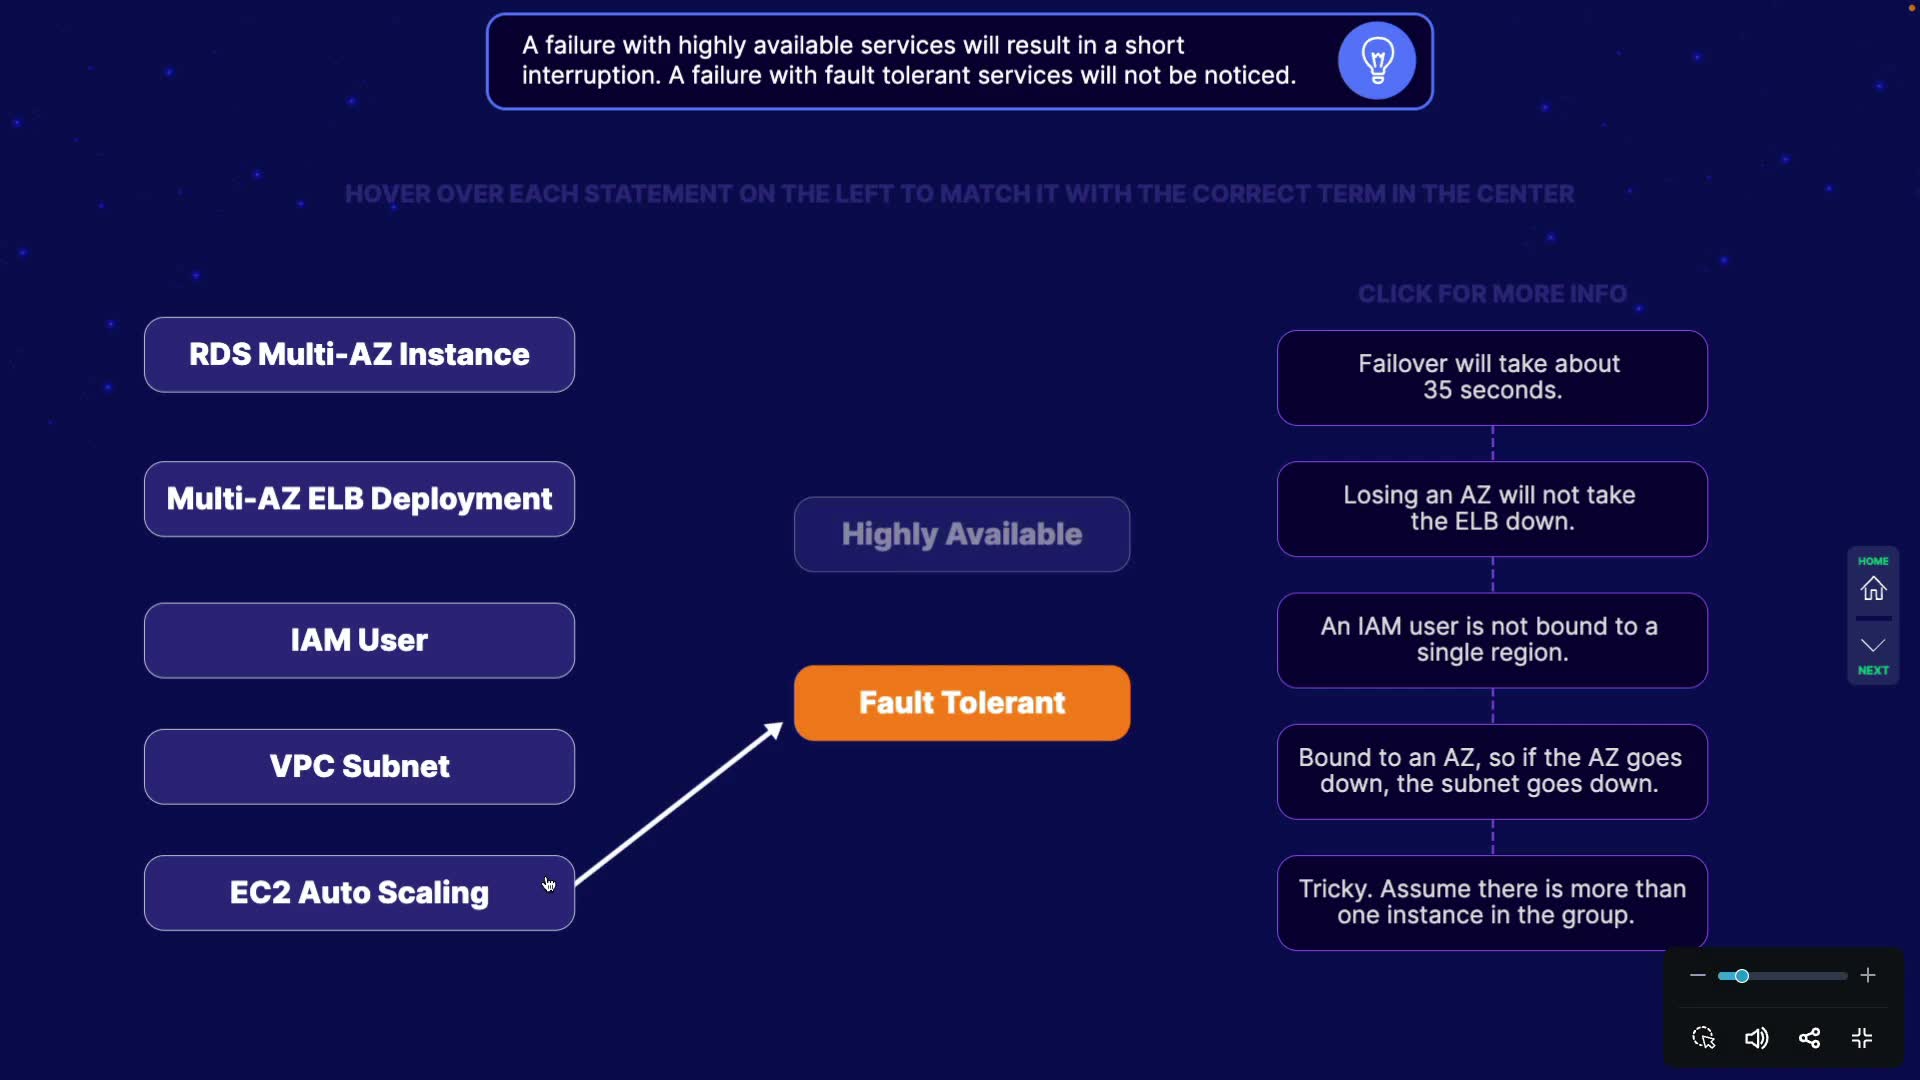 A failure with highly available services will result in a short
interruption. A failure with fault tolerant services will not be noticed.
HOVER OVER EACH STATEMENT ON THE LEFT TO MATCH IT WITH THE CORRECT TERM IN THE CENTER
RDS Multi-AZ Instance
Multi-AZ ELB Deployment
IAM User
VPC Subnet
EC2 Auto Scaling
Highly Available
Fault Tolerant
CLICK FOR MORE INFO
Failover will take about
35 seconds.
Losing an AZ will not take
the ELB down.
An IAM user is not bound to a
single region.
Bound to an AZ, so if the AZ goes
down, the subnet goes down.
Tricky. Assume there is more than
one instance in the group.
HOME
NEXT